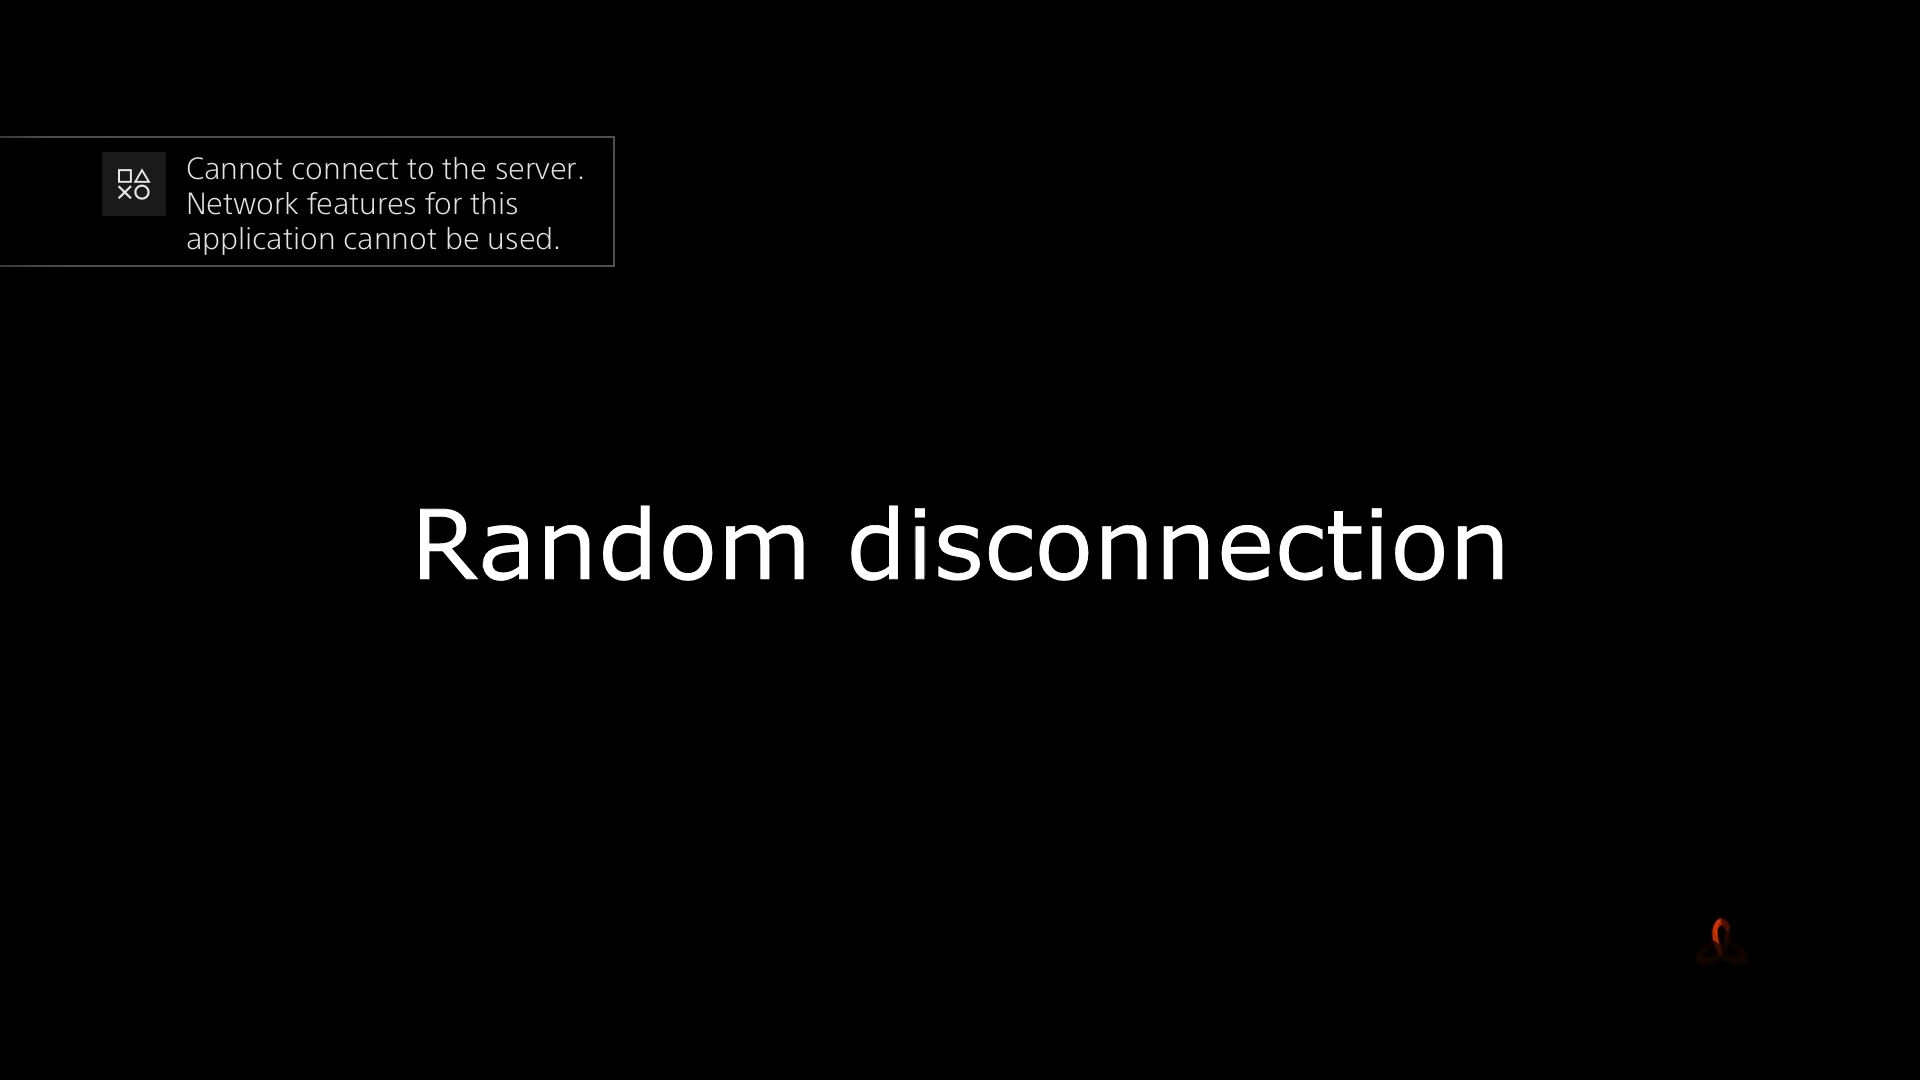 Cannot connect to the server.
Network features for this
application cannot be used.
Random disconnection